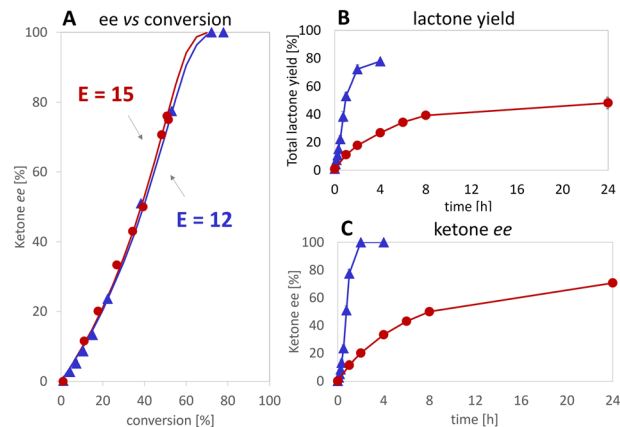 A ee vs conversion
100
80
60
40
20
0
0 20 40 60 80 100
Ketone ee [%]
conversion [%]
E = 15
E = 12
B lactone yield
100
80
60
40
20
0
0 4 8 12 16 20 24
Total lactone yield [%]
time [h]
C ketone ee
100
80
60
40
20
0
0 4 8 12 16 20 24
Ketone ee [%]
time [h]